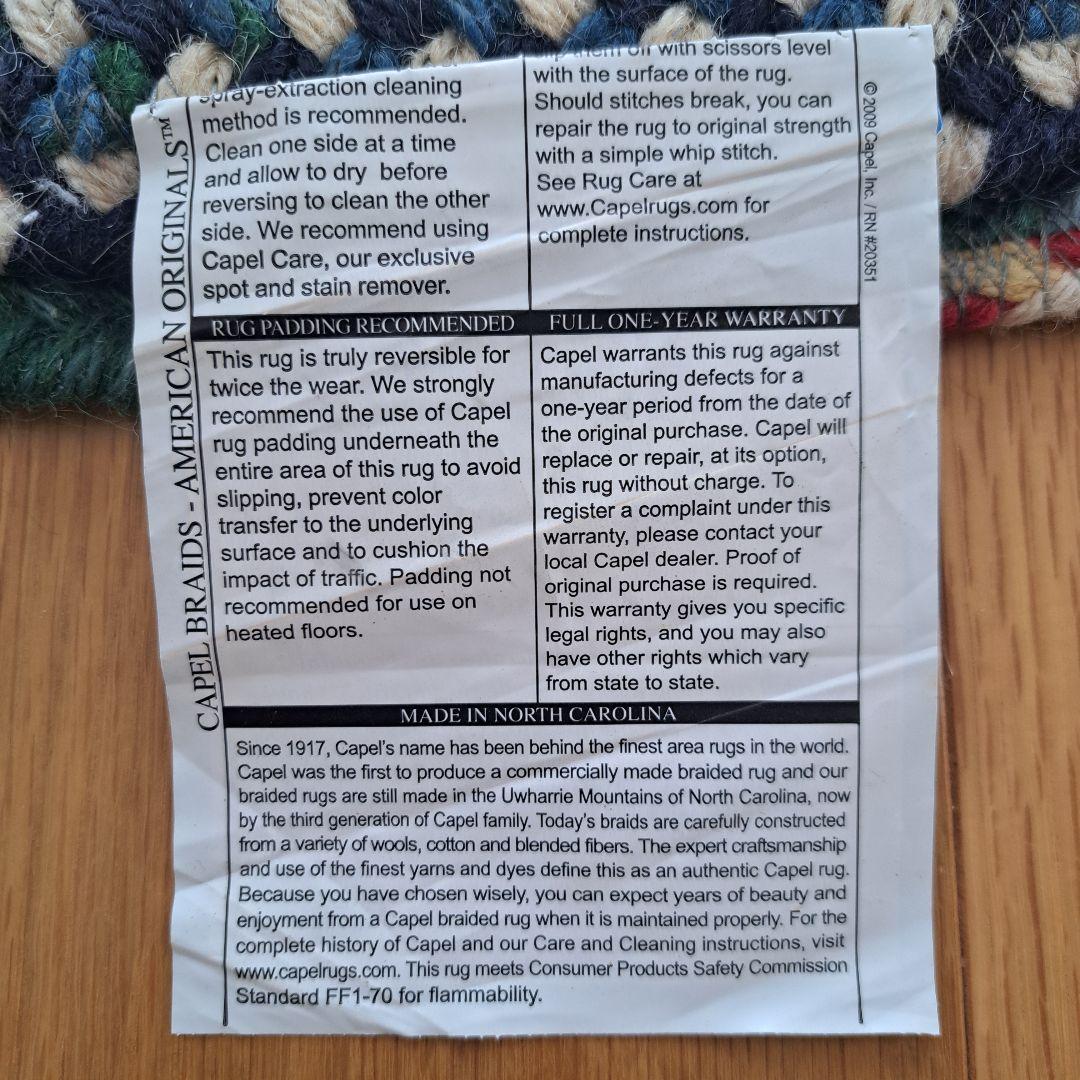 spray-extraction cleaning
method is recommended.
Clean one side at a time
and allow to dry before
reversing to clean the other
side. We recommend using
Capel Care, our exclusive
spot and stain remover.
them off with scissors level
with the surface of the rug.
Should stitches break, you can
repair the rug to original strength
with a simple whip stitch.
See Rug Care at
www.Capelrugs.com for
complete instructions.
RUG PADDING RECOMMENDED
This rug is truly reversible for
twice the wear. We strongly
recommend the use of Capel
rug padding underneath the
entire area of this rug to avoid
slipping, prevent color
transfer to the underlying
surface and to cushion the
impact of traffic. Padding not
recommended for use on
heated floors.
FULL ONE-YEAR WARRANTY
Capel warrants this rug against
manufacturing defects for a
one-year period from the date of
the original purchase. Capel will
replace or repair, at its option,
this rug without charge. To
register a complaint under this
warranty, please contact your
local Capel dealer. Proof of
original purchase is required.
This warranty gives you specific
legal rights, and you may also
have other rights which vary
from state to state.
MADE IN NORTH CAROLINA
Since 1917, Capel's name has been behind the finest area rugs in the world.
Capel was the first to produce a commercially made braided rug and our
braided rugs are still made in the Uwharrie Mountains of North Carolina, now
by the third generation of Capel family. Today's braids are carefully constructed
from a variety of wools, cotton and blended fibers. The expert craftsmanship
and use of the finest yarns and dyes define this as an authentic Capel rug.
Because you have chosen wisely, you can expect years of beauty and
enjoyment from a Capel braided rug when it is maintained properly. For the
complete history of Capel and our Care and Cleaning instructions, visit
www.capelrugs.com. This rug meets Consumer Products Safety Commission
Standard FF1-70 for flammability.
CAPEL BRAIDS - AMERICAN ORIGINALS™
© 2009 Capel, Inc. / RN #20351